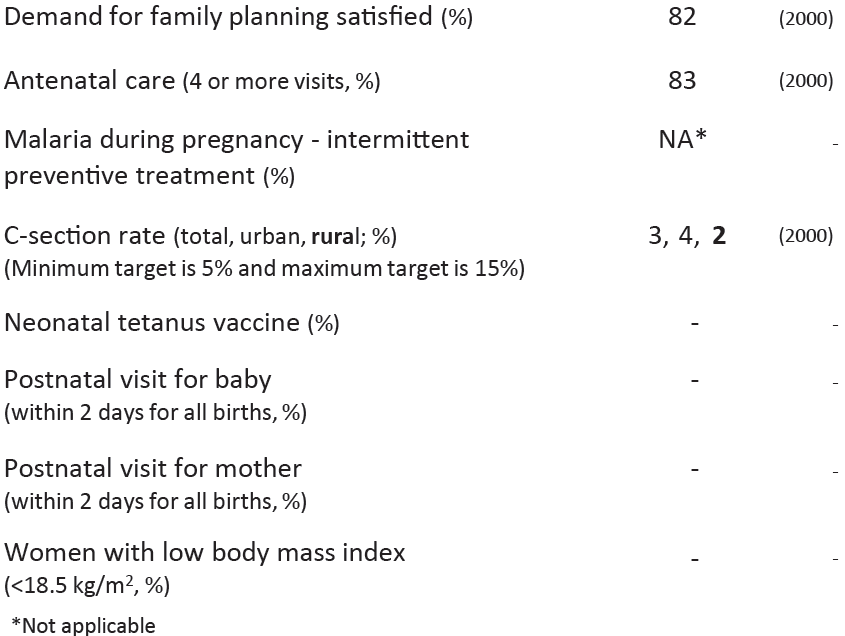 Demand for family planning satisfied (%) 82 (2000)
Antenatal care (4 or more visits, %) 83 (2000)
Malaria during pregnancy - intermittent NA* -
preventive treatment (%)
C-section rate (total, urban, rural; %) 3, 4, 2 (2000)
(Minimum target is 5% and maximum target is 15%)
Neonatal tetanus vaccine (%) - -
Postnatal visit for baby - -
(within 2 days for all births, %)
Postnatal visit for mother - -
(within 2 days for all births, %)
Women with low body mass index - -
(<18.5 kg/m², %)
*Not applicable